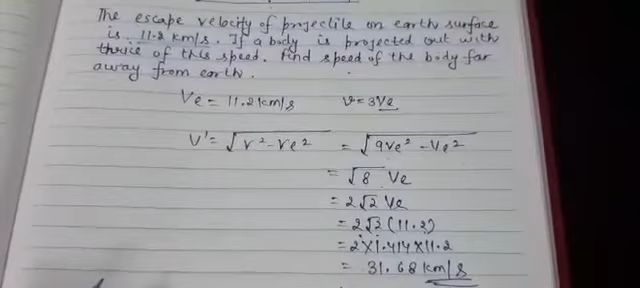 The escape velocity of projectile on earth surface
is 11.2 km/s. If a body is projected out with
thrice of this speed. find speed of the body far
away from earth.
Ve = 11.2 km/s v = 3Ve
V' = √v² - ve² = √9ve² - Ve²
= √8 Ve
= 2√2 Ve
= 2√2 (11.2)
= 2×1.414×11.2
= 31.68 km/s